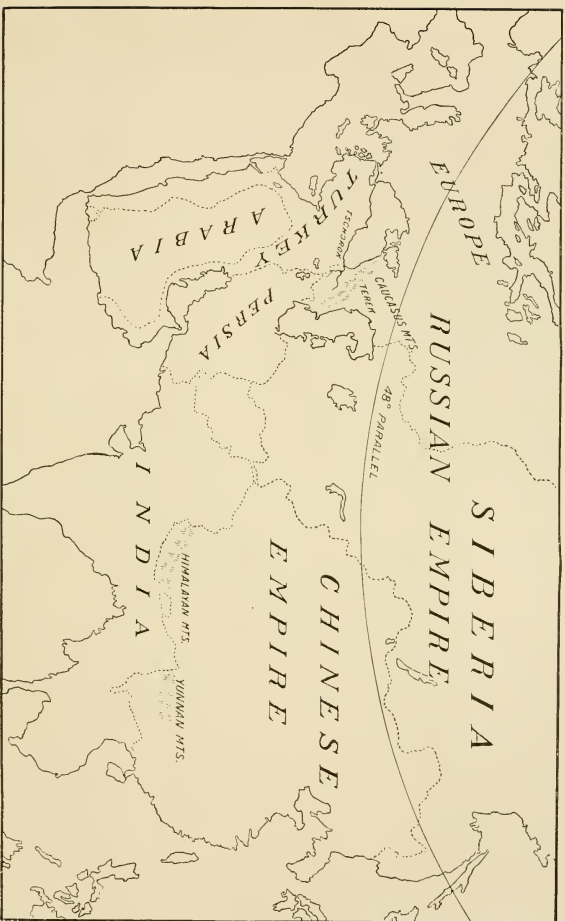 EUROPE
RUSSIAN EMPIRE
SIBERIA
48° PARALLEL
CAUCASUS MTS.
TEREK
TSCHOROK
TURKEY
ARABIA
PERSIA
CHINESE
EMPIRE
INDIA
HIMALAYAN MTS.
YUNNAN MTS.